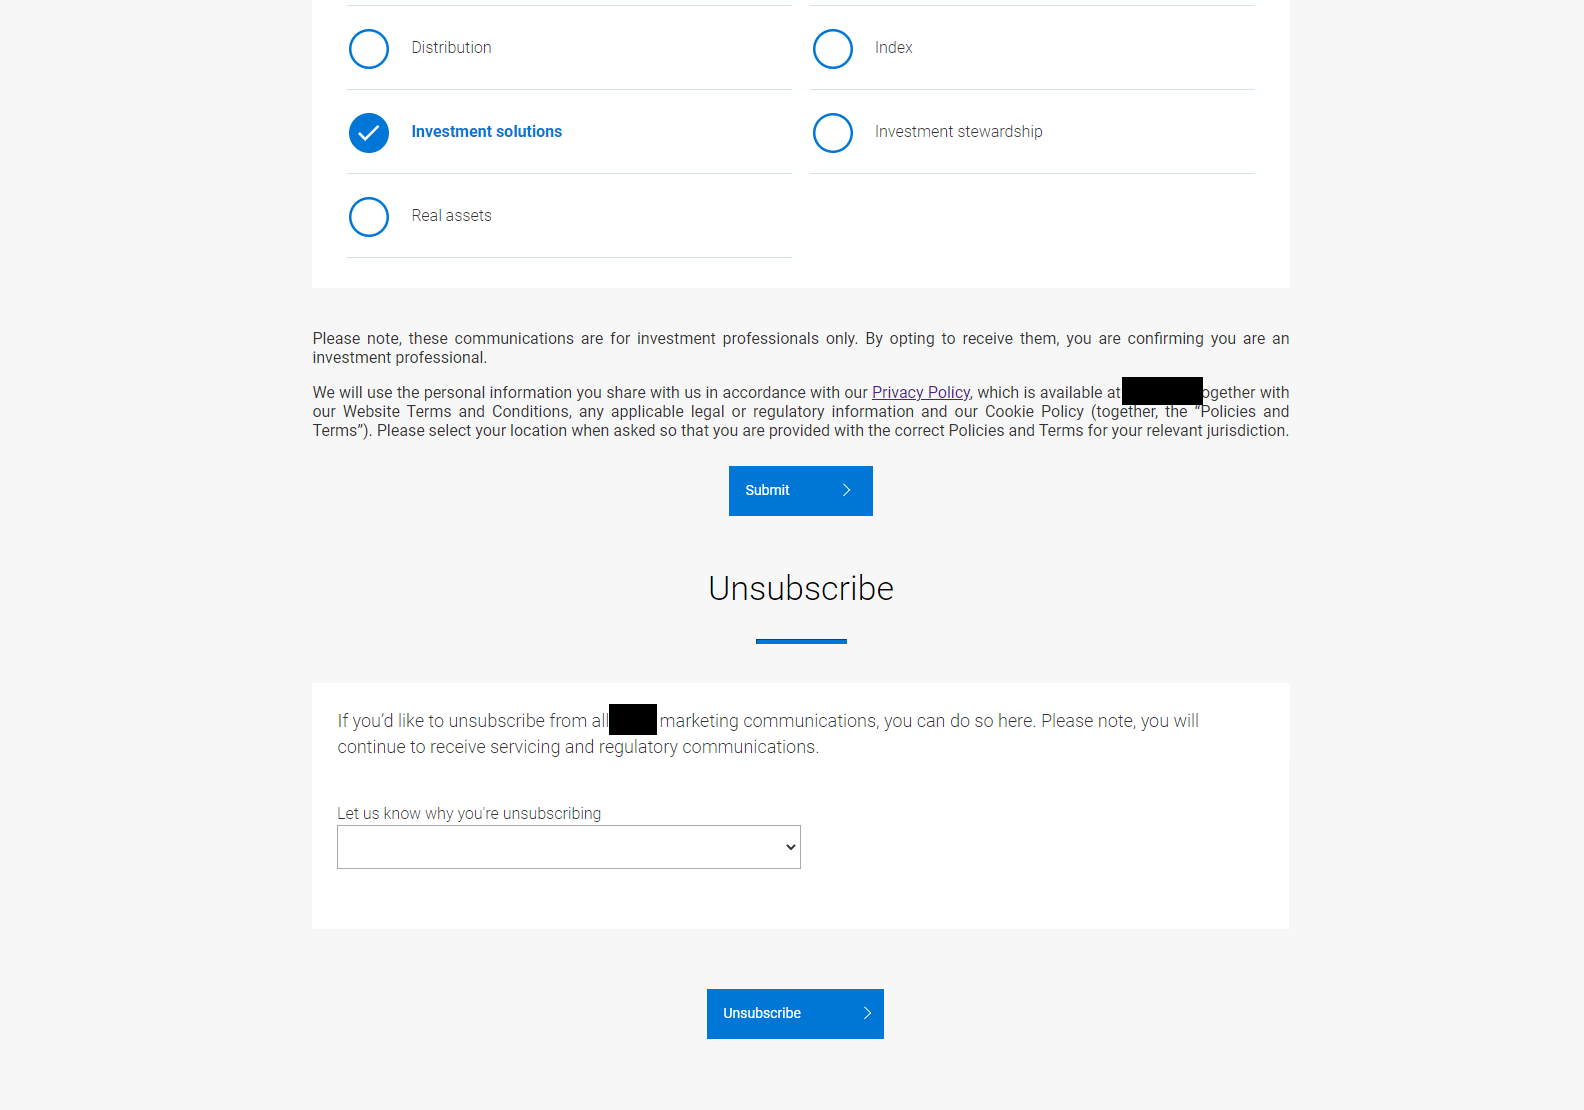 Distribution
Index
Investment solutions
Investment stewardship
Real assets
Please note, these communications are for investment professionals only. By opting to receive them, you are confirming you are an
investment professional.
We will use the personal information you share with us in accordance with our Privacy Policy, which is available at ogether with
our Website Terms and Conditions, any applicable legal or regulatory information and our Cookie Policy (together, the “Policies and
Terms”). Please select your location when asked so that you are provided with the correct Policies and Terms for your relevant jurisdiction.
Submit
Unsubscribe
If you’d like to unsubscribe from all marketing communications, you can do so here. Please note, you will
continue to receive servicing and regulatory communications.
Let us know why you're unsubscribing
Unsubscribe